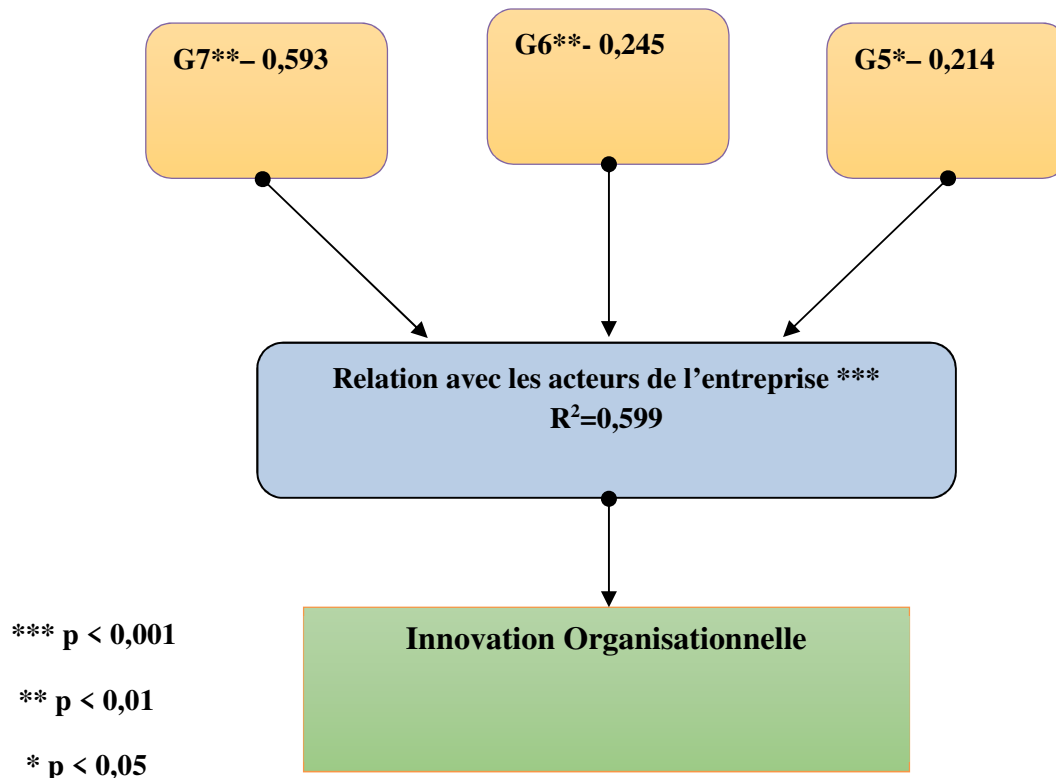 G7**– 0,593
G6**- 0,245
G5*– 0,214
Relation avec les acteurs de l’entreprise ***
R²=0,599
Innovation Organisationnelle
*** p < 0,001
** p < 0,01
* p < 0,05